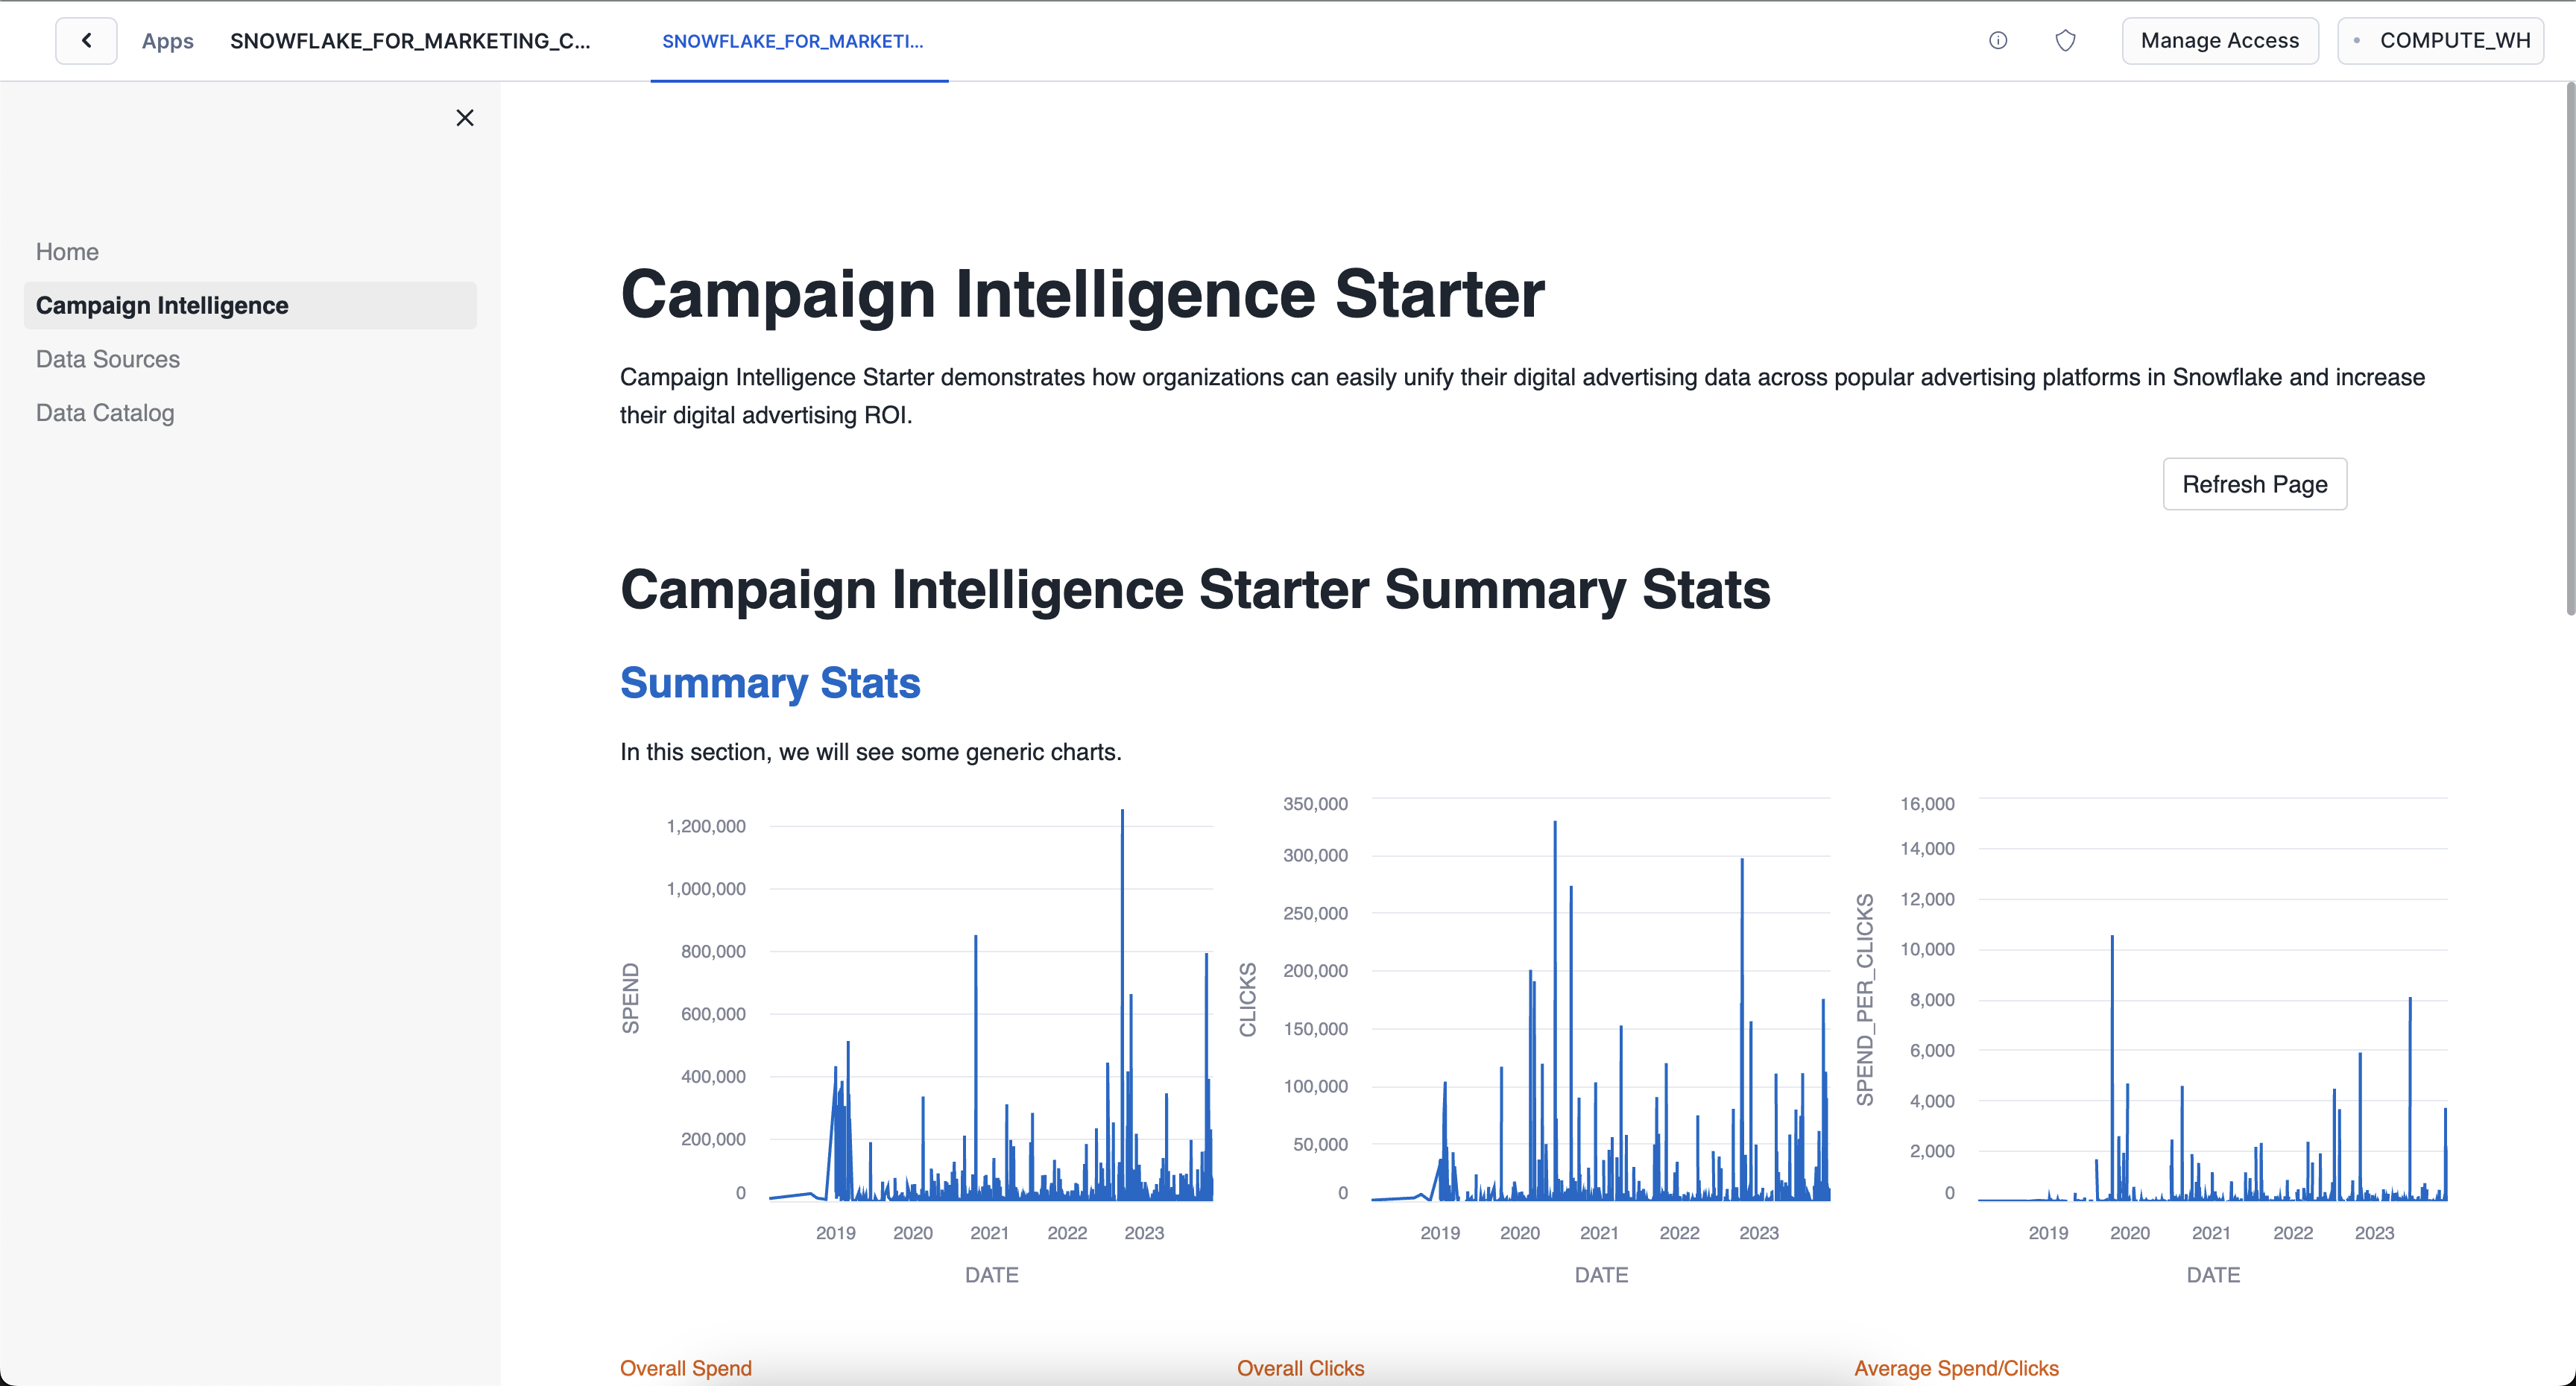 Apps SNOWFLAKE_FOR_MARKETING_C... SNOWFLAKE_FOR_MARKETI... Manage Access COMPUTE_WH
Home
Campaign Intelligence
Data Sources
Data Catalog
Campaign Intelligence Starter
Campaign Intelligence Starter demonstrates how organizations can easily unify their digital advertising data across popular advertising platforms in Snowflake and increase
their digital advertising ROI.
Refresh Page
Campaign Intelligence Starter Summary Stats
Summary Stats
In this section, we will see some generic charts.
SPEND
1,200,000
1,000,000
800,000
600,000
400,000
200,000
0
2019 2020 2021 2022 2023
DATE
CLICKS
350,000
300,000
250,000
200,000
150,000
100,000
50,000
0
2019 2020 2021 2022 2023
DATE
SPEND_PER_CLICKS
16,000
14,000
12,000
10,000
8,000
6,000
4,000
2,000
0
2019 2020 2021 2022 2023
DATE
Overall Spend
Overall Clicks
Average Spend/Clicks